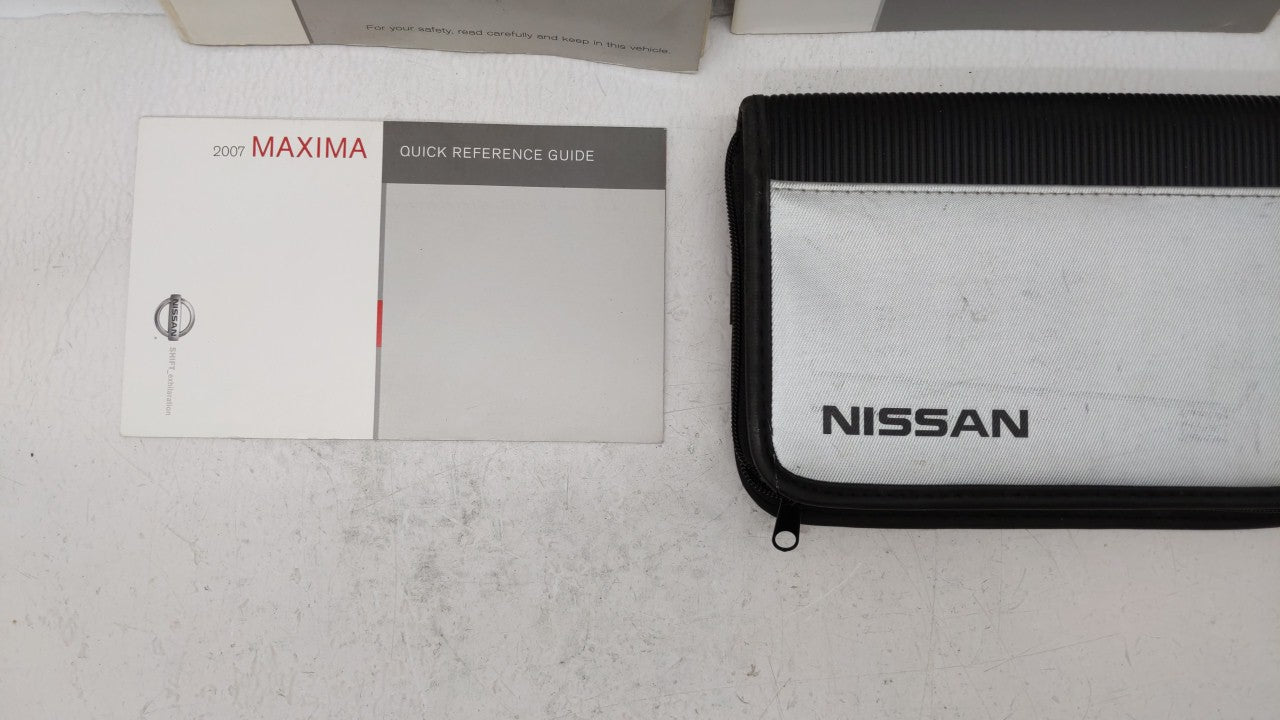 For your safety, read carefully and keep in this vehicle.
2007 MAXIMA
QUICK REFERENCE GUIDE
NISSAN
SHIFT_exhilaration
NISSAN